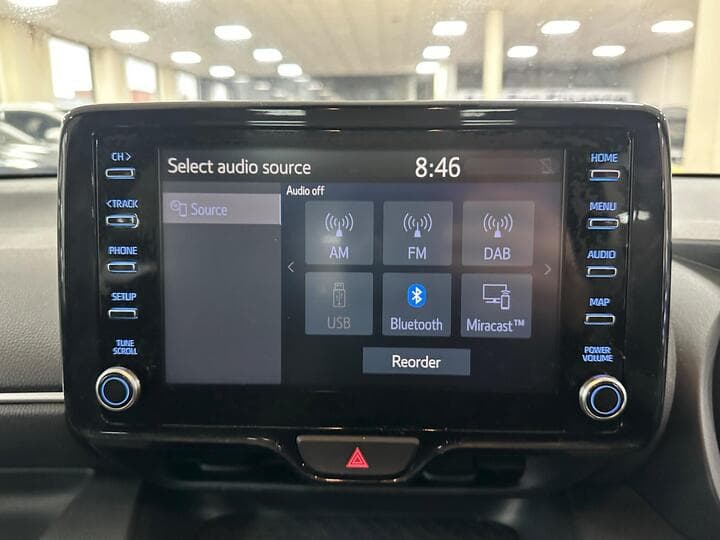 CH>
<TRACK
PHONE
SETUP
TUNE
SCROLL
Select audio source
8:46
Source
Audio off
AM
FM
DAB
USB
Bluetooth
Miracast™
Reorder
HOME
MENU
AUDIO
MAP
POWER
VOLUME